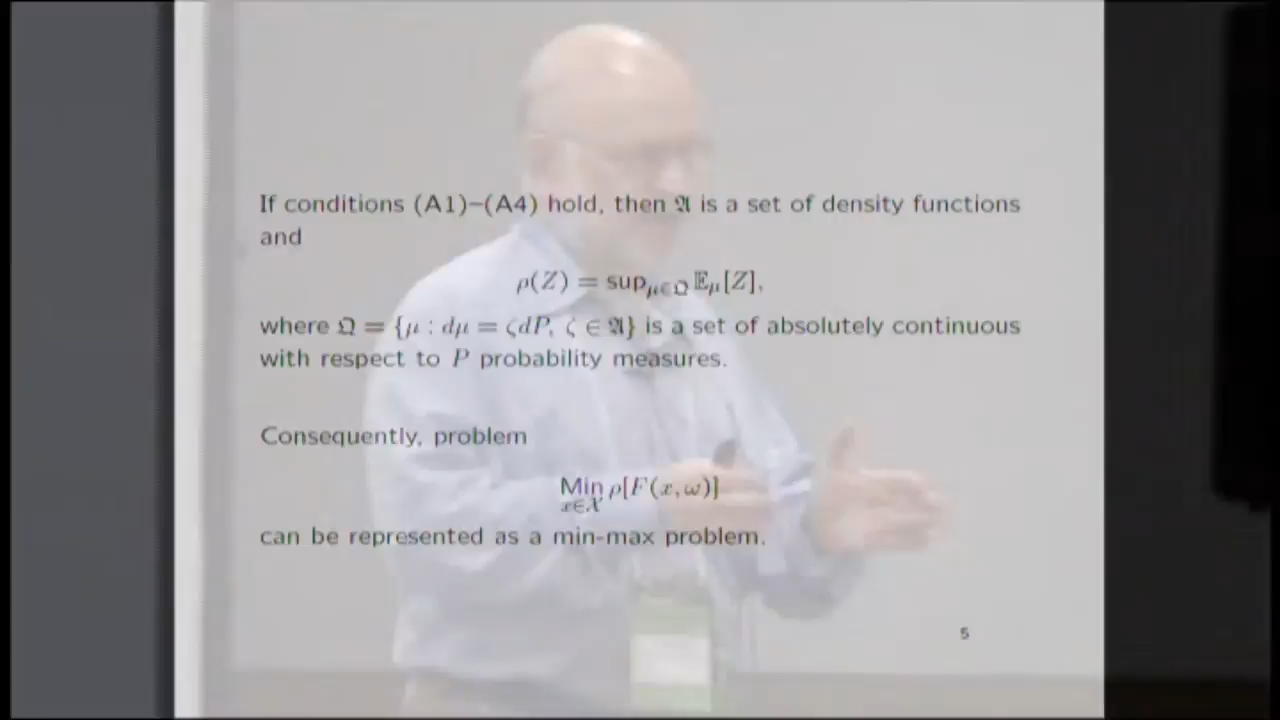 If conditions (A1)–(A4) hold, then 𝔄 is a set of density functions
and
ρ(Z) = sup_{μ∈𝔔} 𝔼_μ[Z],
where 𝔔 = {μ : dμ = ζdP, ζ ∈ 𝔄} is a set of absolutely continuous
with respect to P probability measures.
Consequently, problem
Min_{x∈𝒳} ρ[F(x, ω)]
can be represented as a min-max problem.
5